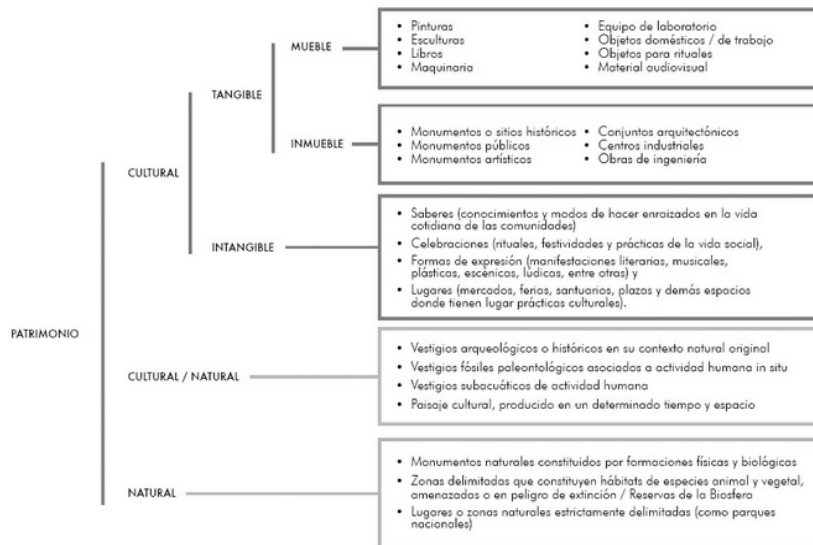 PATRIMONIO
CULTURAL
TANGIBLE
MUEBLE
• Pinturas
• Esculturas
• Libros
• Maquinaria
• Equipo de laboratorio
• Objetos domésticos / de trabajo
• Objetos para rituales
• Material audiovisual
INMUEBLE
• Monumentos o sitios históricos
• Monumentos públicos
• Monumentos artísticos
• Conjuntos arquitectónicos
• Centros industriales
• Obras de ingeniería
INTANGIBLE
• Saberes (conocimientos y modos de hacer enraizados en la vida
cotidiana de las comunidades)
• Celebraciones (rituales, festividades y prácticas de la vida social),
• Formas de expresión (manifestaciones literarias, musicales,
plásticas, escénicas, lúdicas, entre otras) y
• Lugares (mercados, ferias, santuarios, plazas y demás espacios
donde tienen lugar prácticas culturales).
CULTURAL / NATURAL
• Vestigios arqueológicos o históricos en su contexto natural original
• Vestigios fósiles paleontológicos asociados a actividad humana in situ
• Vestigios subacuáticos de actividad humana
• Paisaje cultural, producido en un determinado tiempo y espacio
NATURAL
• Monumentos naturales constituidos por formaciones físicas y biológicas
• Zonas delimitadas que constituyen hábitats de especies animal y vegetal,
amenazadas o en peligro de extinción / Reservas de la Biosfera
• Lugares o zonas naturales estrictamente delimitadas (como parques
nacionales)